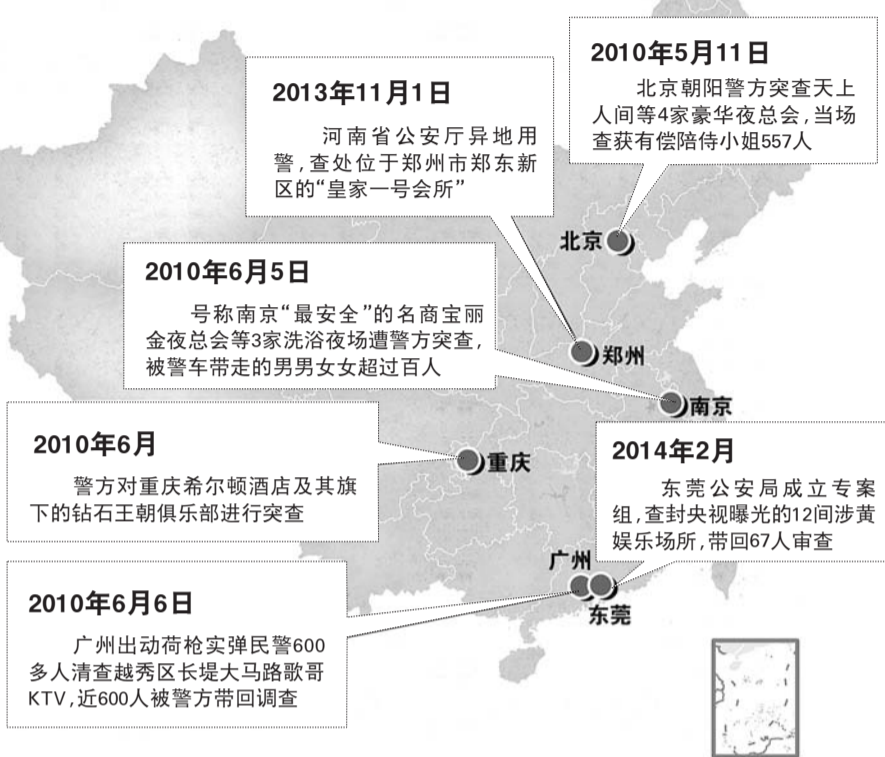 2010年5月11日
北京朝阳警方突查天上
人间等4家豪华夜总会,当场
查获有偿陪侍小姐557人
2013年11月1日
河南省公安厅异地用
警,查处位于郑州市郑东新
区的“皇家一号会所”
北京
2010年6月5日
号称南京“最安全”的名商宝丽
金夜总会等3家洗浴夜场遭警方突查,
被警车带走的男男女女超过百人
郑州
南京
2010年6月
警方对重庆希尔顿酒店及其旗
下的钻石王朝俱乐部进行突查
重庆
2014年2月
东莞公安局成立专案
组,查封央视曝光的12间涉黄
娱乐场所,带回67人审查
广州
东莞
2010年6月6日
广州出动荷枪实弹民警600
多人清查越秀区长堤大马路歌哥
KTV,近600人被警方带回调查